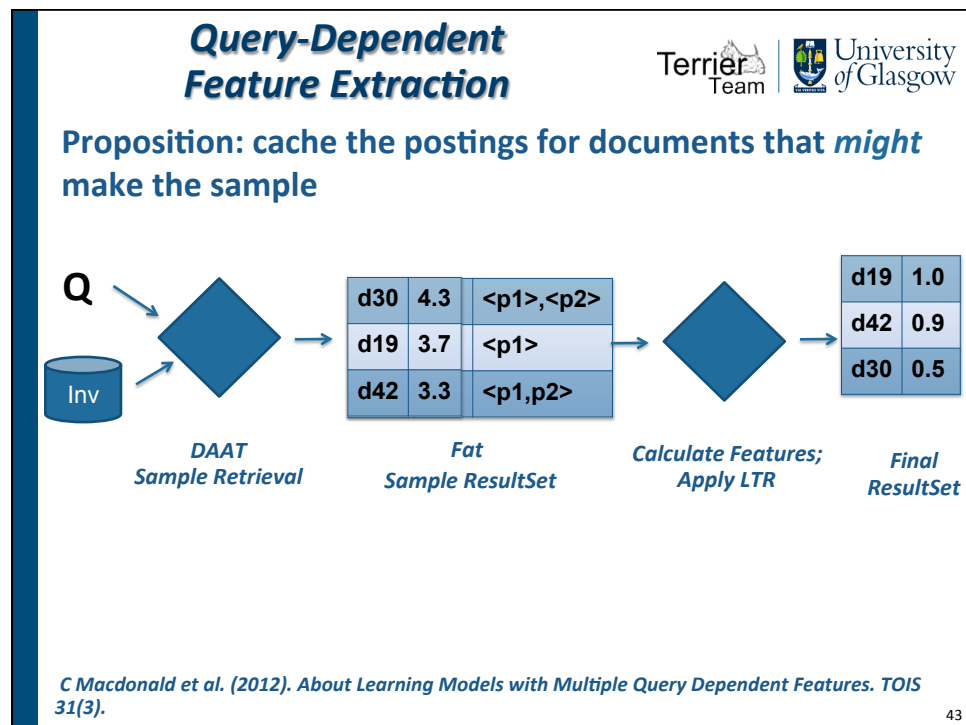 Query-Dependent
Feature Extraction
Terrier
Team
University
of Glasgow
Proposition: cache the postings for documents that might
make the sample
Q
Inv
d30 4.3 <p1>,<p2>
d19 3.7 <p1>
d42 3.3 <p1,p2>
d19 1.0
d42 0.9
d30 0.5
DAAT
Sample Retrieval
Fat
Sample ResultSet
Calculate Features;
Apply LTR
Final
ResultSet
C Macdonald et al. (2012). About Learning Models with Multiple Query Dependent Features. TOIS
31(3).
43